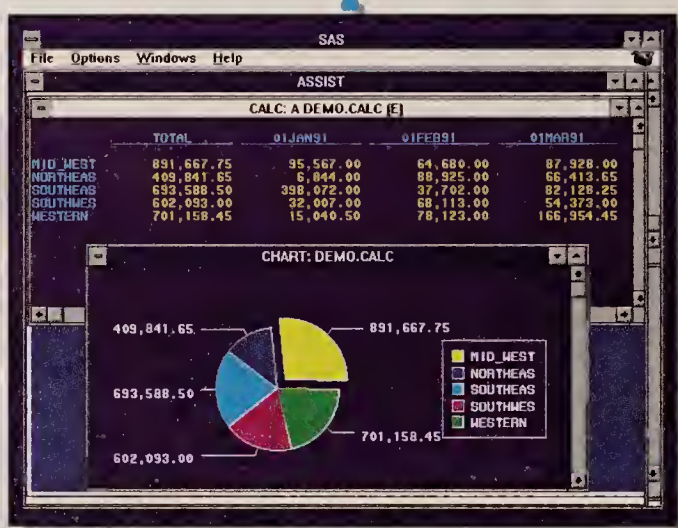 SAS
File Options Windows Help
ASSIST
CALC: A DEMO.CALC (E)
TOTAL 01JAN91 01FEB91 01MAR91
MID_WEST 891,667.75 95,567.00 64,680.00 87,928.00
NORTHEAS 409,841.65 6,844.00 88,925.00 66,413.65
SOUTHEAS 693,588.50 398,072.00 37,702.00 82,128.25
SOUTHWES 602,093.00 32,007.00 68,113.00 54,373.00
WESTERN 701,158.45 15,040.50 78,123.00 166,954.45
CHART: DEMO.CALC
409,841.65 891,667.75
MID_WEST
NORTHEAS
693,588.50 SOUTHEAS
SOUTHWES
WESTERN
701,158.45
602,093.00